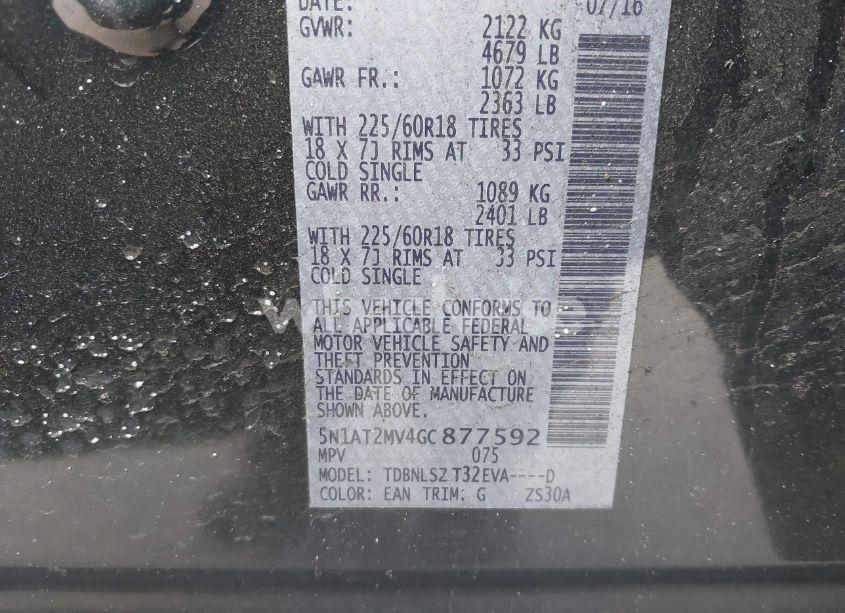 DATE: 07/16
GVWR: 2122 KG
4679 LB
GAWR FR.: 1072 KG
2363 LB
WITH 225/60R18 TIRES
18 X 7J RIMS AT 33 PSI
COLD SINGLE
GAWR RR.: 1089 KG
2401 LB
WITH 225/60R18 TIRES
18 X 7J RIMS AT 33 PSI
COLD SINGLE
THIS VEHICLE CONFORMS TO
ALL APPLICABLE FEDERAL
MOTOR VEHICLE SAFETY AND
THEFT PREVENTION
STANDARDS IN EFFECT ON
THE DATE OF MANUFACTURE
SHOWN ABOVE.
5N1AT2MV4GC877592
MPV 075
MODEL: TDBNLSZ T32EVA----D
COLOR: EAN TRIM: G ZS30A